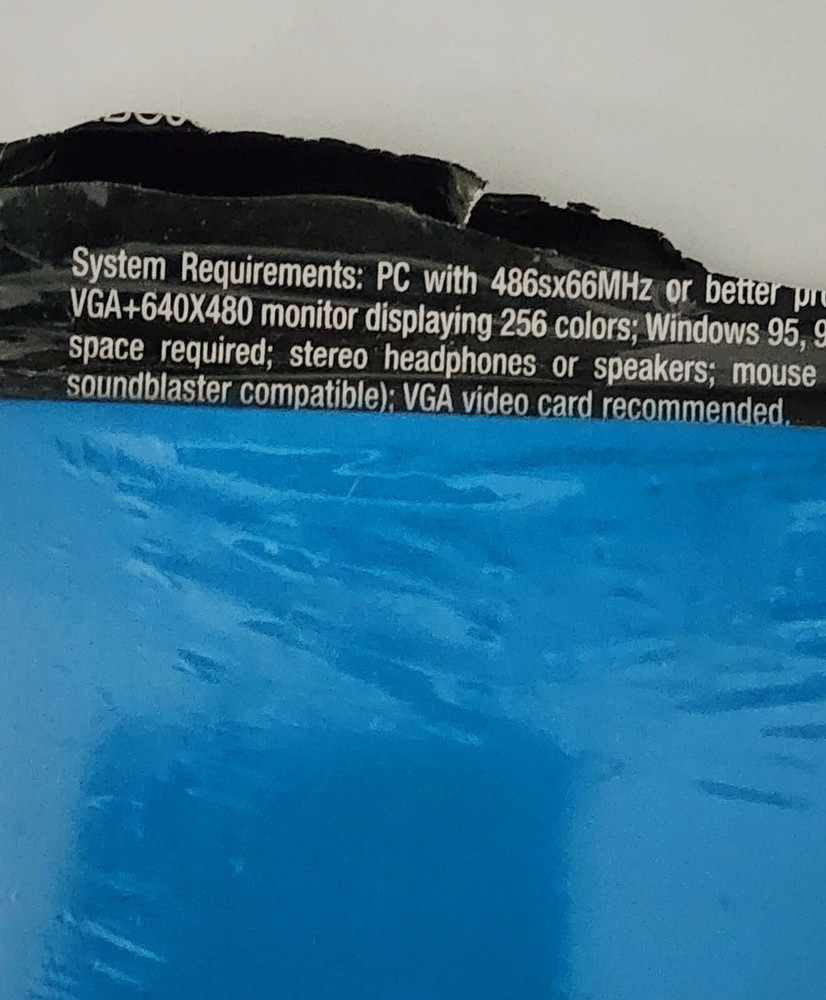 System Requirements: PC with 486sx66MHz or better
VGA+640X480 monitor displaying 256 colors; Windows 95,
space required; stereo headphones or speakers; mouse
soundblaster compatible); VGA video card recommended.